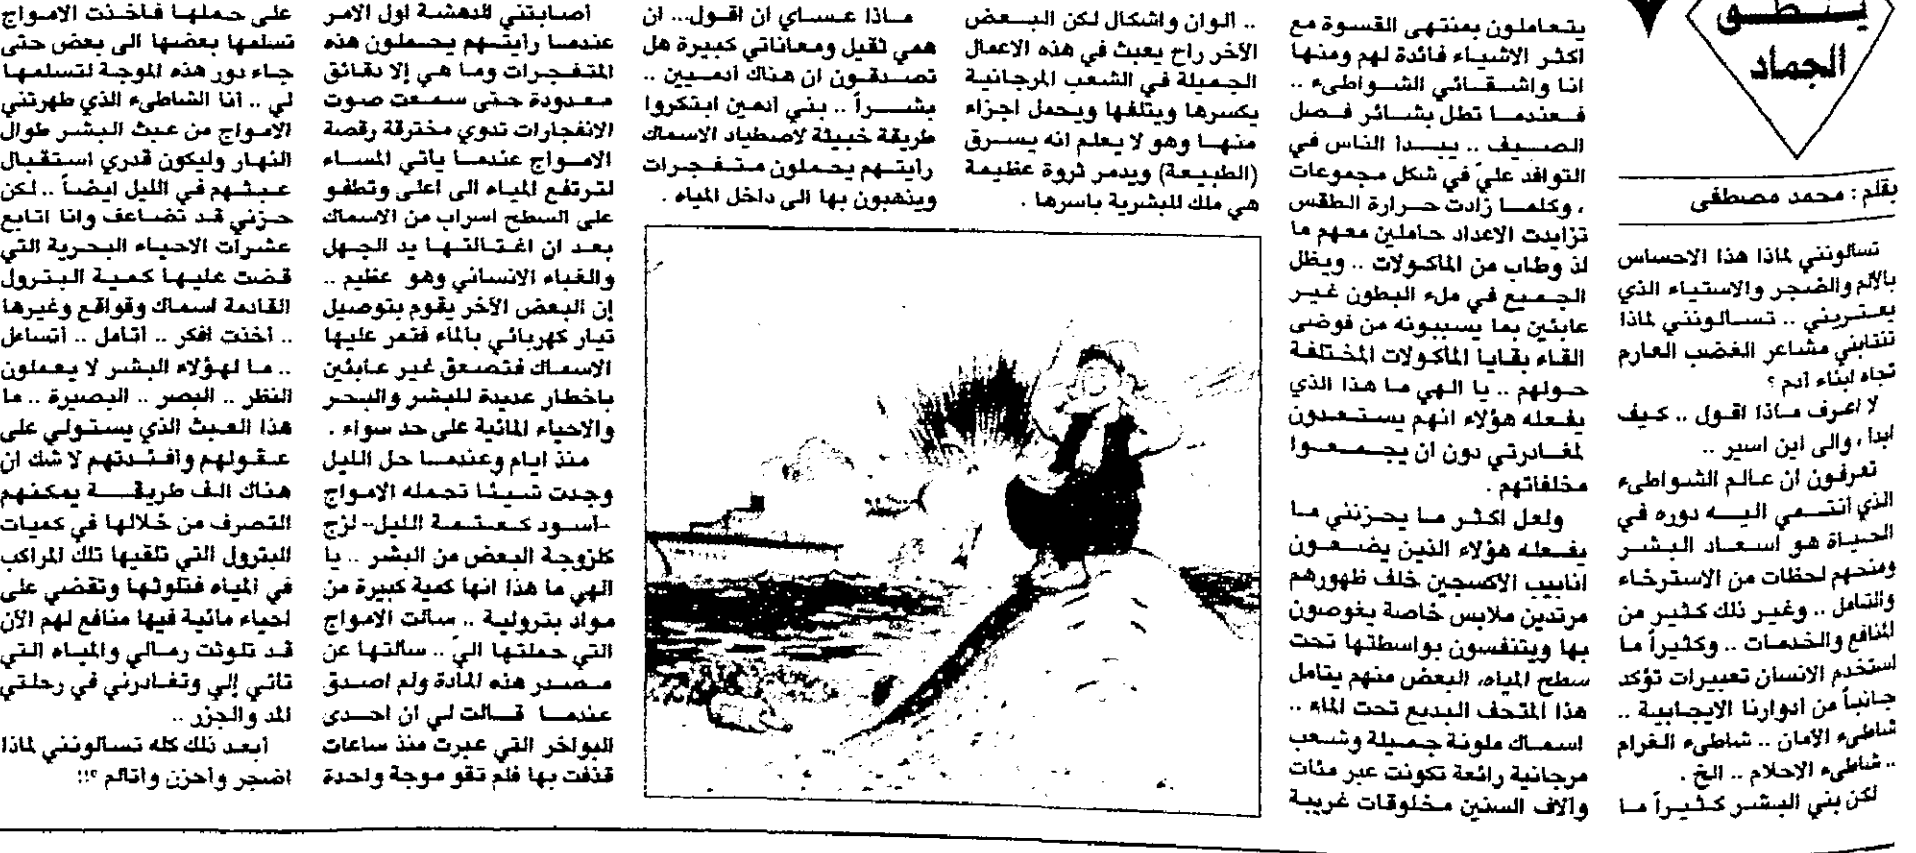 ينطق
الجماد
بقلم : محمد مصطفى
تسألونني لماذا هذا الاحساس
بالألم والضجر والاستياء الذي
يعتريني .. تسألونني لماذا
تنتابني مشاعر الغضب العارم
تجاه ابناء آدم ؟
لا اعرف ماذا اقول .. كيف
ابدا ، والى اين اسير ..
تعرفون ان عالم الشواطىء
الذي أنتمي اليه دوره في
الحياة هو اسعاد البشر
ومنحهم لحظات من الاسترخاء
والتأمل .. وغير ذلك كثير من
المنافع والخدمات .. وكثيراً ما
استخدم الانسان تعبيرات تؤكد
جانباً من ادوارنا الايجابية ..
شاطىء الأمان .. شاطىء الغرام
.. شاطىء الاحلام .. الخ .
لكن بني البشر كثيراً ما
يتعاملون بمنتهى القسوة مع
اكثر الاشياء فائدة لهم ومنها
انا واشقائي الشواطىء ..
فعندما تطل بشائر فصل
الصيف .. يبدا الناس في
التوافد عليّ في شكل مجموعات
، وكلما زادت حرارة الطقس
تزايدت الاعداد حاملين معهم ما
لذ وطاب من الماكولات .. ويظل
الجميع في ملء البطون غير
عابئين بما يسببونه من فوضى
القاء بقايا الماكولات المختلفة
حولهم .. يا الهي ما هذا الذي
يفعله هؤلاء انهم يستعدون
لمغادرتي دون ان يجمعوا
مخلفاتهم .
ولعل اكثر ما يحزنني ما
يفعله هؤلاء الذين يضعون
انابيب الاكسجين خلف ظهورهم
مرتدين ملابس خاصة يغوصون
بها ويتنفسون بواسطتها تحت
سطح المياه، البعض منهم يتامل
هذا المتحف البديع تحت الماء ..
اسماك ملونة جميلة وشعب
مرجانية رائعة تكونت عبر مئات
وآلاف السنين مخلوقات غريبة
.. الوان واشكال لكن البعض
الآخر راح يعبث في هذه الاعمال
الجميلة في الشعب المرجانية
يكسرها ويتلفها ويحمل اجزاء
منها وهو لا يعلم انه يسرق
(الطبيعة) ويدمر ثروة عظيمة
هي ملك للبشرية باسرها .
ماذا عساي ان اقول... ان
همي ثقيل ومعاناتي كبيرة هل
تصدقون ان هناك آدميين ..
بشراً .. بني آدمين ابتكروا
طريقة خبيثة لاصطياد الاسماك
رأيتهم يحملون متفجرات
ويذهبون بها الى داخل المياه .
أصابتني الدهشة اول الامر
عندما رأيتهم يحملون هذه
المتفجرات وما هي إلا دقائق
معدودة حتى سمعت صوت
الانفجارات تدوي مخترقة رقصة
الامواج عندما ياتي المساء
لترتفع المياه الى اعلى وتطفو
على السطح اسراب من الاسماك
بعد ان اغتالتها يد الجهل
والغباء الانساني وهو عظيم ..
إن البعض الآخر يقوم بتوصيل
تيار كهربائي بالماء فتمر عليها
الاسماك فتصعق غير عابئين
باخطار عديدة للبشر والبحر
والاحياء المائية على حد سواء .
منذ ايام وعندما حل الليل
وجدت شيئا تحمله الامواج
-أسود كعتمة الليل- لزج
كلزوجة البعض من البشر .. يا
الهي ما هذا انها كمية كبيرة من
مواد بترولية .. سألت الامواج
التي حملتها اليّ .. سألتها عن
مصدر هذه المادة ولم اصدق
عندما قالت لي ان احدى
البواخر التي عبرت منذ ساعات
قذفت بها فلم تقو موجة واحدة
على حملها فأخذت الامواج
تسلمها بعضها الى بعض حتى
جاء دور هذه الموجة لتسلمها
لي .. أنا الشاطىء الذي طهرتني
الامواج من عبث البشر طوال
النهار وليكون قدري استقبال
عبثهم في الليل ايضاً .. لكن
حزني قد تضاعف وانا اتابع
عشرات الاحياء البحرية التي
قضت عليها كمية البترول
القادمة اسماك وقواقع وغيرها
.. أخذت افكر .. أتامل .. أتساءل
.. ما لهؤلاء البشر لا يعملون
النظر .. البصر .. البصيرة .. ما
هذا العبث الذي يستولي على
عقولهم وأفئدتهم لا شك ان
هناك الف طريقة يمكنهم
التصرف من خلالها في كميات
البترول التي تلقيها تلك المراكب
في المياه فتلوثها وتقضي على
احياء مائية فيها منافع لهم الآن
قد تلوثت رمالي والمياه التي
تأتي إلي وتغادرني في رحلتي
المد والجزر ..
أبعد ذلك كله تسألونني لماذا
اضجر وأحزن وأتالم ؟!!